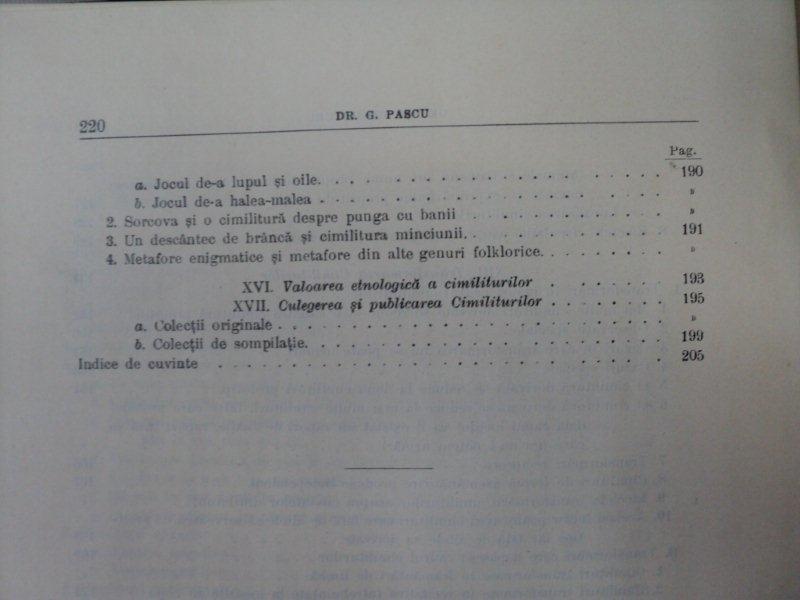 220
DR. G. PASCU
Pag.
a. Jocul de-a lupul și oile. . . . . . . . . . . . . . . . 190
b. Jocul de-a halea-malea . . . . . . . . . . . . . . . . »
2. Sorcova și o cimilitură despre punga cu banii . . . . . . . . . »
3. Un descântec de brâncă și cimilitura minciunii. . . . . . . . . . 191
4. Metafore enigmatice și metafore din alte genuri folklorice. . . . . . . »
XVI. Valoarea etnologică a cimiliturilor . . . . . . 193
XVII. Culegerea și publicarea Cimiliturilor . . . . . . . 195
a. Colecții originale . . . . . . . . . . . . . . . . . . »
b. Colecții de sompilație. . . . . . . . . . . . . . . . . 199
Indice de cuvinte . . . . . . . . . . . . . . . . . . . . 205